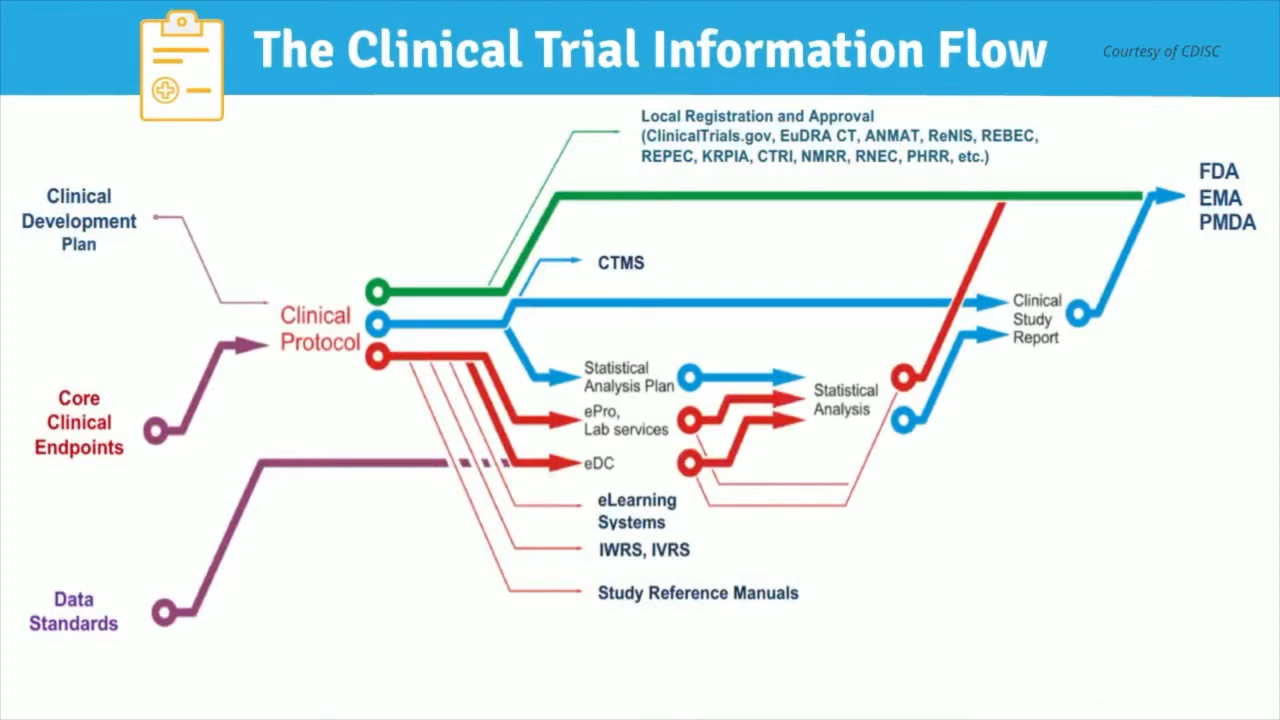 The Clinical Trial Information Flow
Courtesy of CDISC
Local Registration and Approval
(ClinicalTrials.gov, EuDRA CT, ANMAT, ReNIS, REBEC,
REPEC, KRPIA, CTRI, NMRR, RNEC, PHRR, etc.)
FDA
EMA
PMDA
Clinical
Development
Plan
CTMS
Clinical
Protocol
Clinical
Study
Report
Statistical
Analysis Plan
Statistical
Analysis
ePro,
Lab services
Core
Clinical
Endpoints
eDC
eLearning
Systems
IWRS, IVRS
Study Reference Manuals
Data
Standards